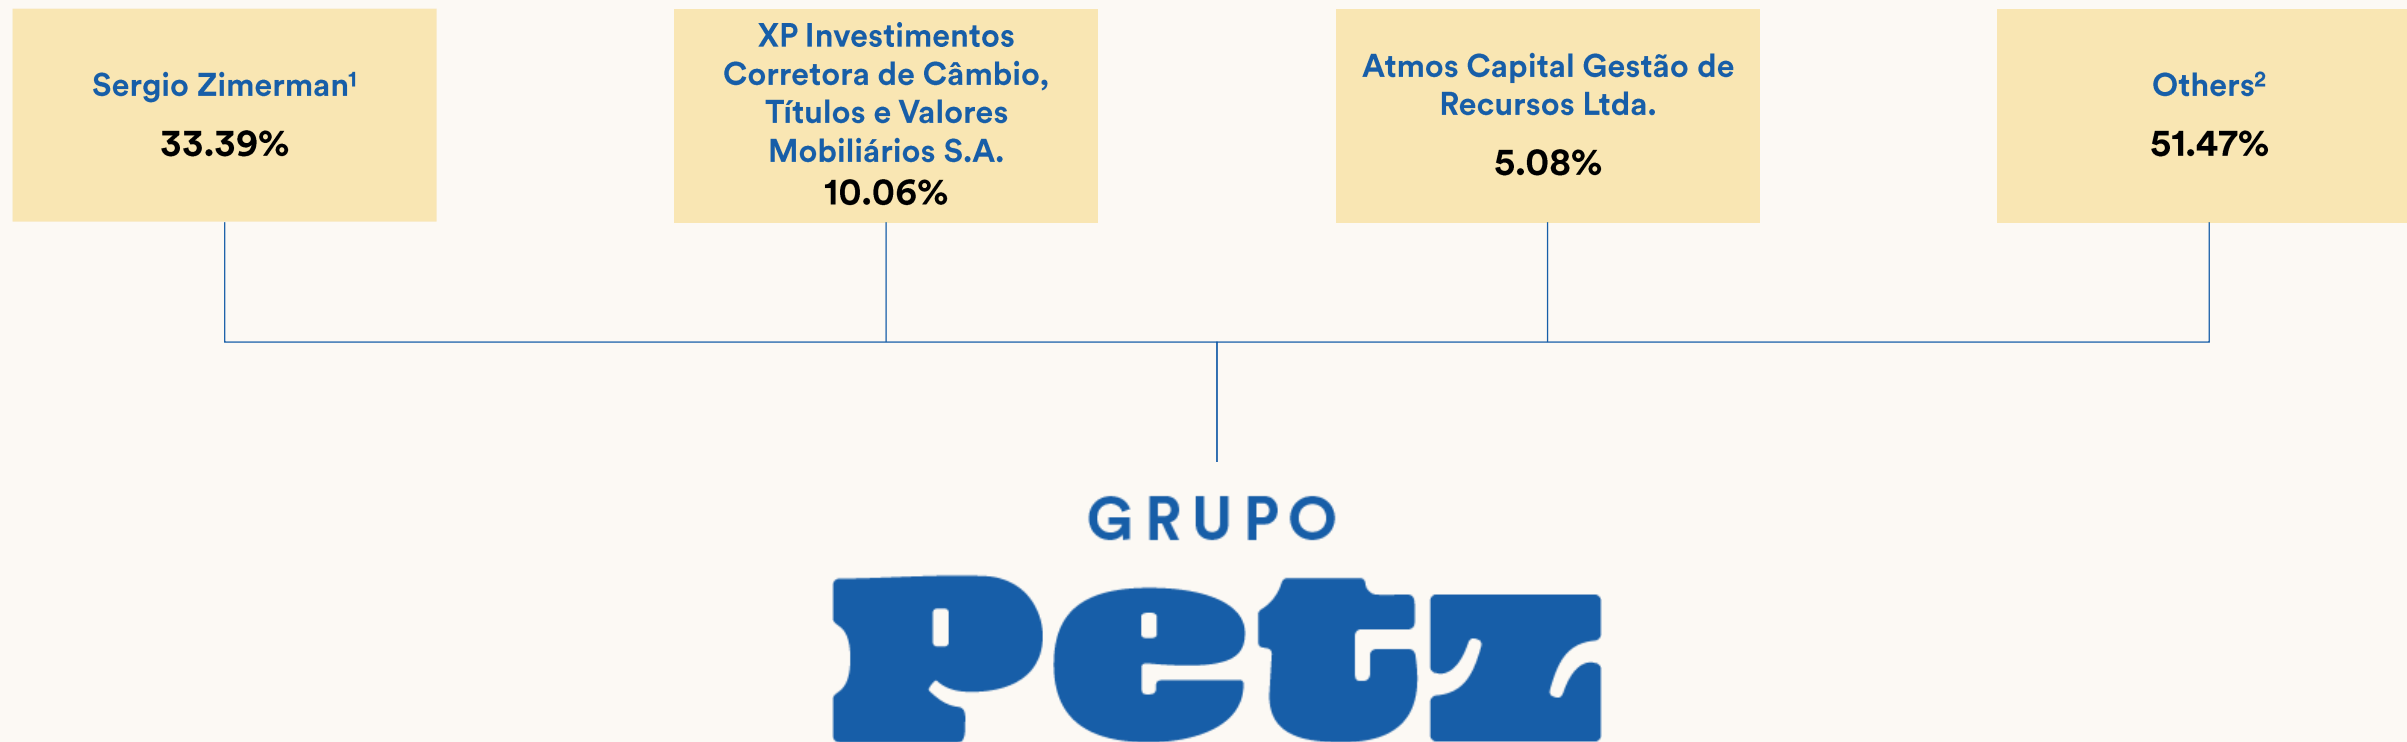 Sergio Zimerman¹
33.39%
XP Investimentos
Corretora de Câmbio,
Títulos e Valores
Mobiliários S.A.
10.06%
Atmos Capital Gestão de
Recursos Ltda.
5.08%
Others²
51.47%
GRUPO
Petz